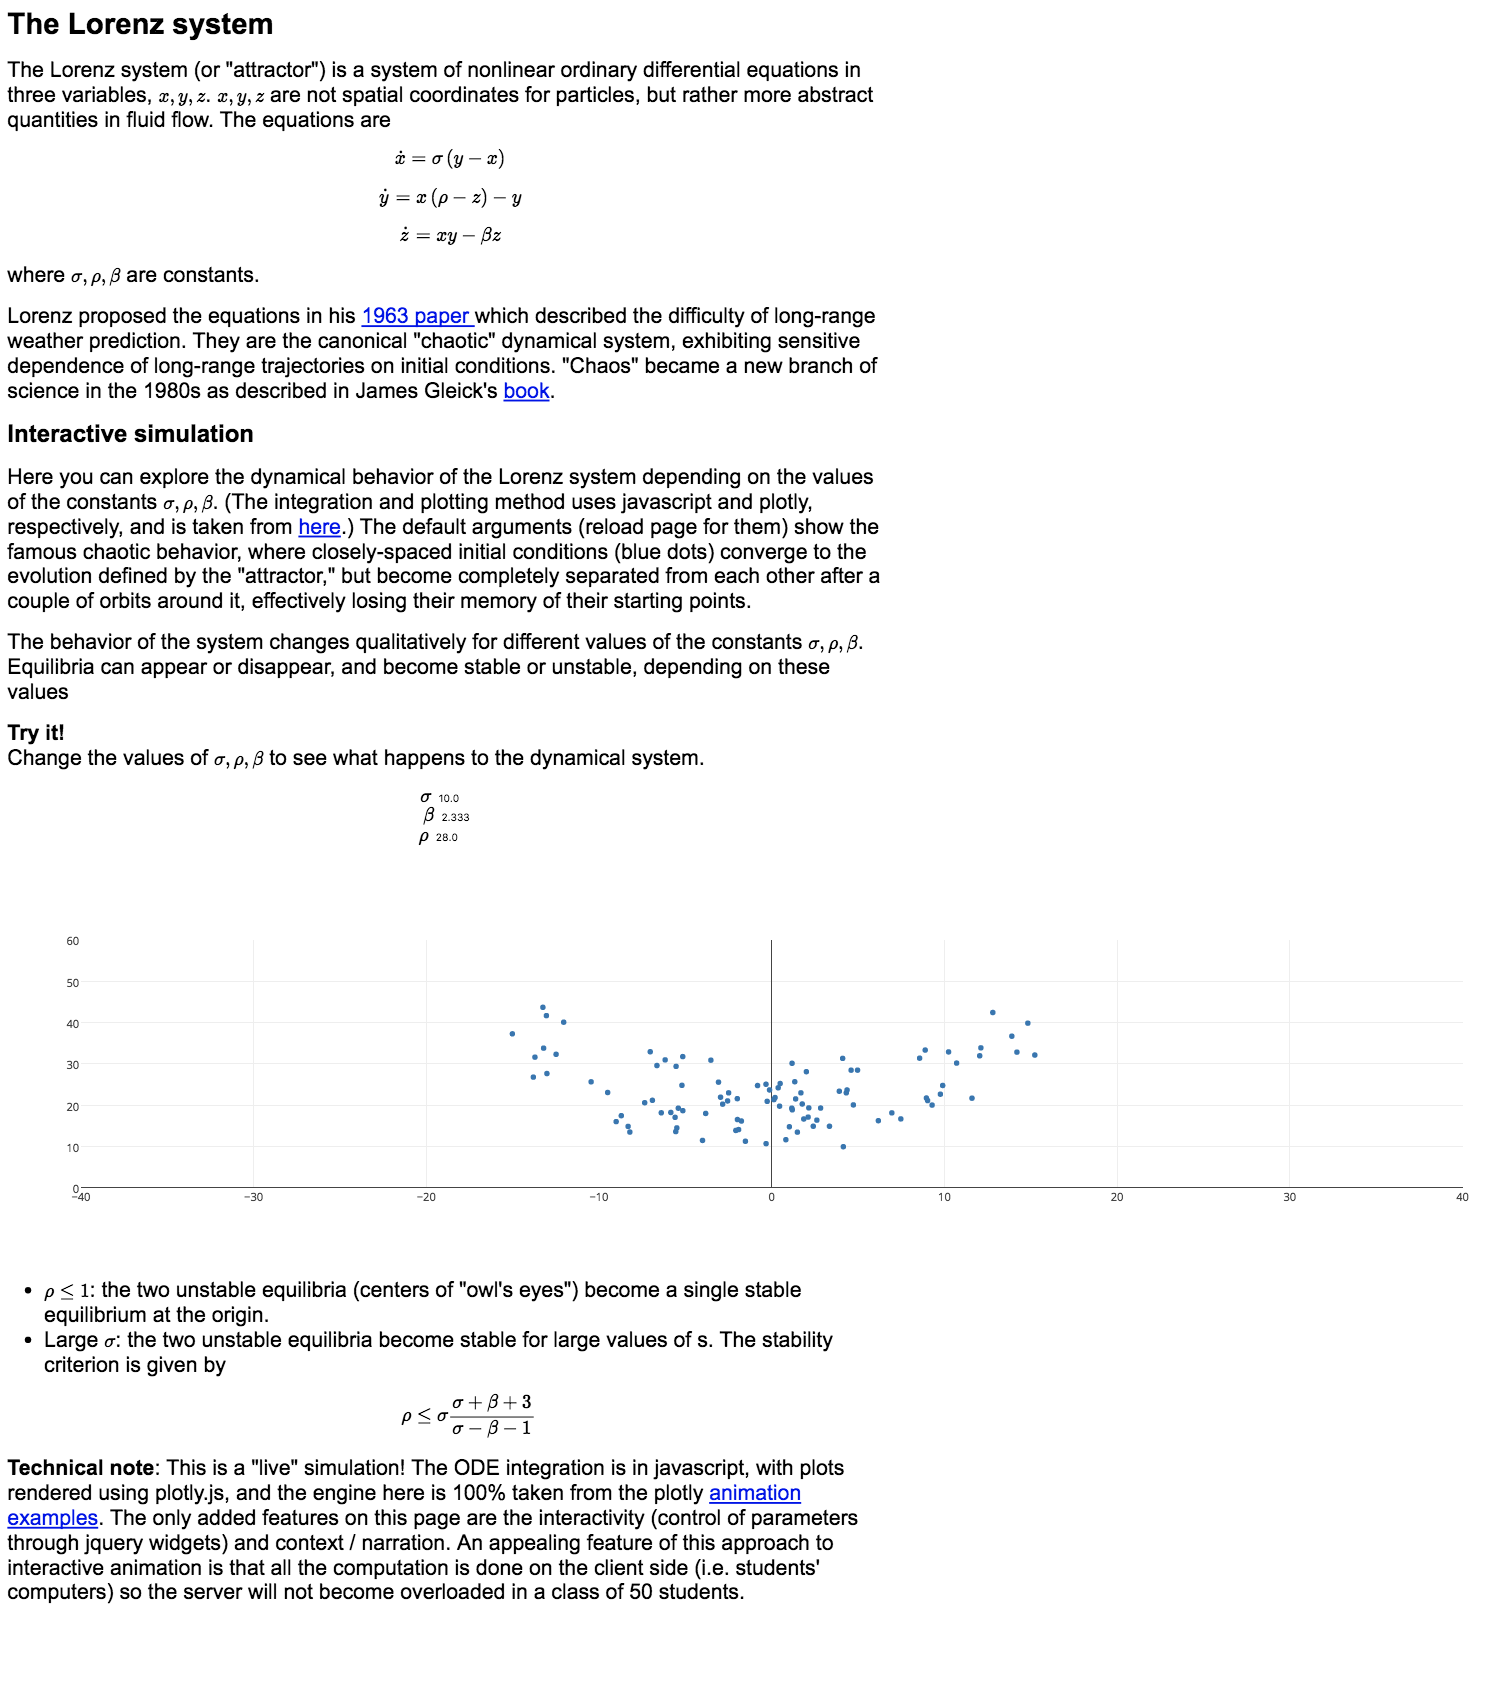 The Lorenz system
The Lorenz system (or "attractor") is a system of nonlinear ordinary differential equations in
three variables, x, y, z. x, y, z are not spatial coordinates for particles, but rather more abstract
quantities in fluid flow. The equations are
ẋ = σ (y − x)
ẏ = x (ρ − z) − y
ż = xy − βz
where σ, ρ, β are constants.
Lorenz proposed the equations in his 1963 paper which described the difficulty of long-range
weather prediction. They are the canonical "chaotic" dynamical system, exhibiting sensitive
dependence of long-range trajectories on initial conditions. "Chaos" became a new branch of
science in the 1980s as described in James Gleick's book.
Interactive simulation
Here you can explore the dynamical behavior of the Lorenz system depending on the values
of the constants σ, ρ, β. (The integration and plotting method uses javascript and plotly,
respectively, and is taken from here.) The default arguments (reload page for them) show the
famous chaotic behavior, where closely-spaced initial conditions (blue dots) converge to the
evolution defined by the "attractor," but become completely separated from each other after a
couple of orbits around it, effectively losing their memory of their starting points.
The behavior of the system changes qualitatively for different values of the constants σ, ρ, β.
Equilibria can appear or disappear, and become stable or unstable, depending on these
values
Try it!
Change the values of σ, ρ, β to see what happens to the dynamical system.
σ 10.0
β 2.333
ρ 28.0
60
50
40
30
20
10
0
−40 −30 −20 −10 0 10 20 30 40
• ρ ≤ 1: the two unstable equilibria (centers of "owl's eyes") become a single stable
equilibrium at the origin.
• Large σ: the two unstable equilibria become stable for large values of s. The stability
criterion is given by
ρ ≤ σ (σ + β + 3)/(σ − β − 1)
Technical note: This is a "live" simulation! The ODE integration is in javascript, with plots
rendered using plotly.js, and the engine here is 100% taken from the plotly animation
examples. The only added features on this page are the interactivity (control of parameters
through jquery widgets) and context / narration. An appealing feature of this approach to
interactive animation is that all the computation is done on the client side (i.e. students'
computers) so the server will not become overloaded in a class of 50 students.